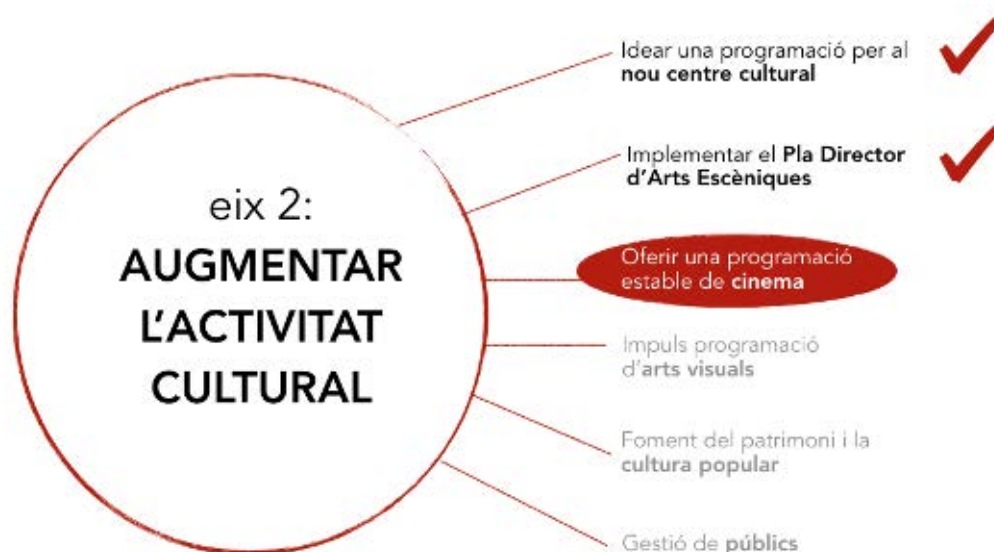 Idear una programació per al
nou centre cultural
Implementar el Pla Director
d'Arts Escèniques
eix 2:
AUGMENTAR
L'ACTIVITAT
CULTURAL
Oferir una programació
estable de cinema
Impuls programació
d'arts visuals
Foment del patrimoni i la
cultura popular
Gestió de públics